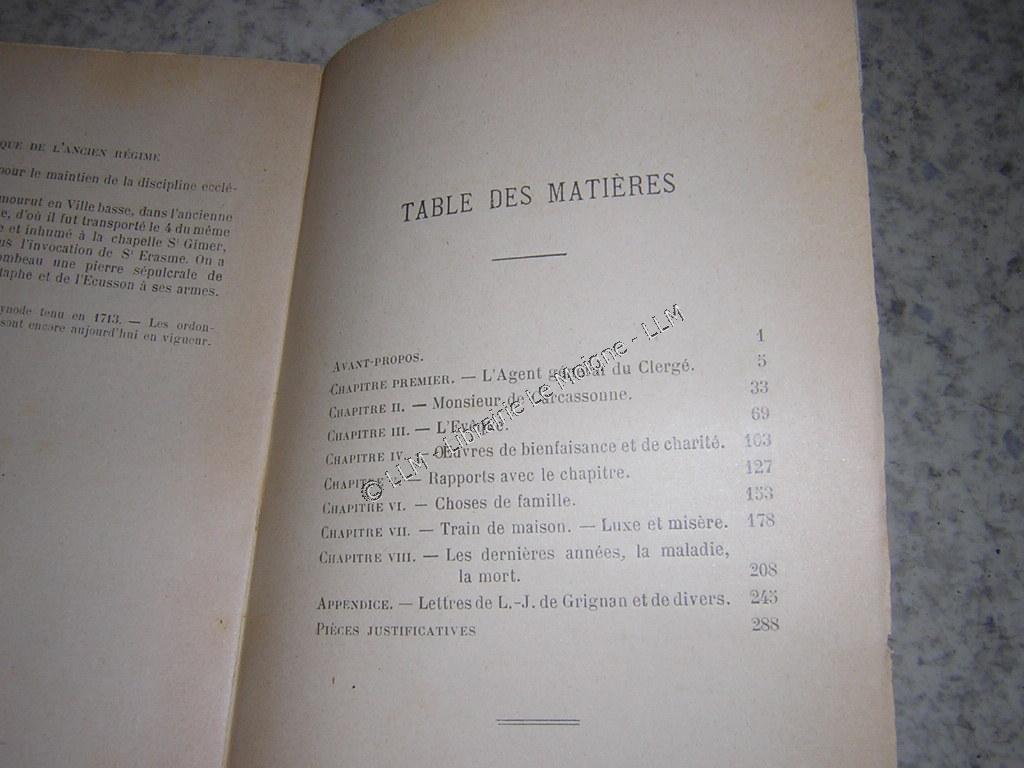 QUE DE L'ANCIEN RÉGIME
pour le maintien de la discipline ecclé-
mourut en Ville basse, dans l'ancienne
e, d'où il fut transporté le 4 du même
e et inhumé à la chapelle St Gimer,
us l'invocation de St Erasme. On a
ombeau une pierre sépulcrale de
taphe et de l'Ecusson à ses armes.
ynode tenu en 1713. — Les ordon-
sont encore aujourd'hui en vigueur.
TABLE DES MATIÈRES
AVANT-PROPOS. 1
CHAPITRE PREMIER. — L'Agent général du Clergé. 5
CHAPITRE II. — Monsieur de Carcassonne. 33
CHAPITRE III. — L'Evêque. 69
CHAPITRE IV. — Œuvres de bienfaisance et de charité. 103
CHAPITRE — Rapports avec le chapitre. 127
CHAPITRE VI. — Choses de famille. 153
CHAPITRE VII. — Train de maison. — Luxe et misère. 178
CHAPITRE VIII. — Les dernières années, la maladie,
la mort. 208
APPENDICE. — Lettres de L.-J. de Grignan et de divers. 245
PIÈCES JUSTIFICATIVES 288
© LLM - Librairie Le Moigne - LLM